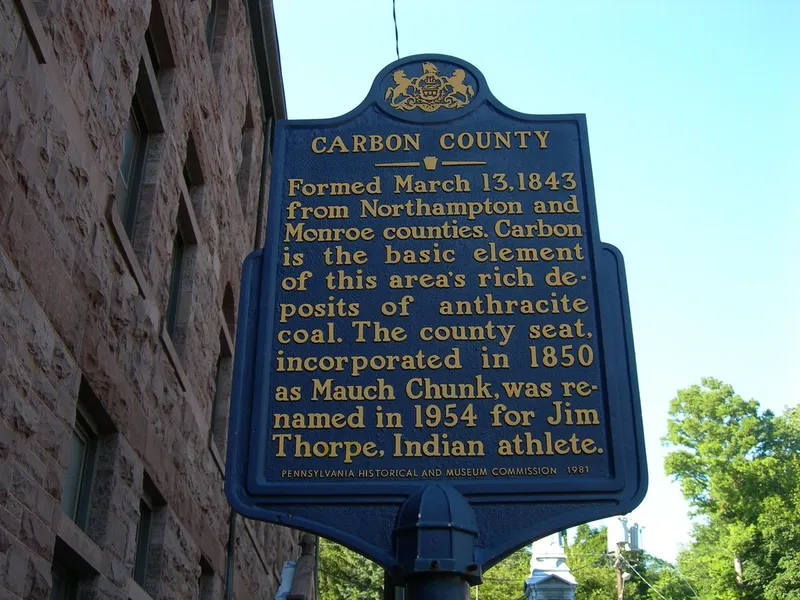 CARBON COUNTY
Formed March 13, 1843
from Northampton and
Monroe counties. Carbon
is the basic element
of this area's rich de-
posits of anthracite
coal. The county seat,
incorporated in 1850
as Mauch Chunk, was re-
named in 1954 for Jim
Thorpe, Indian athlete.
PENNSYLVANIA HISTORICAL AND MUSEUM COMMISSION 1981